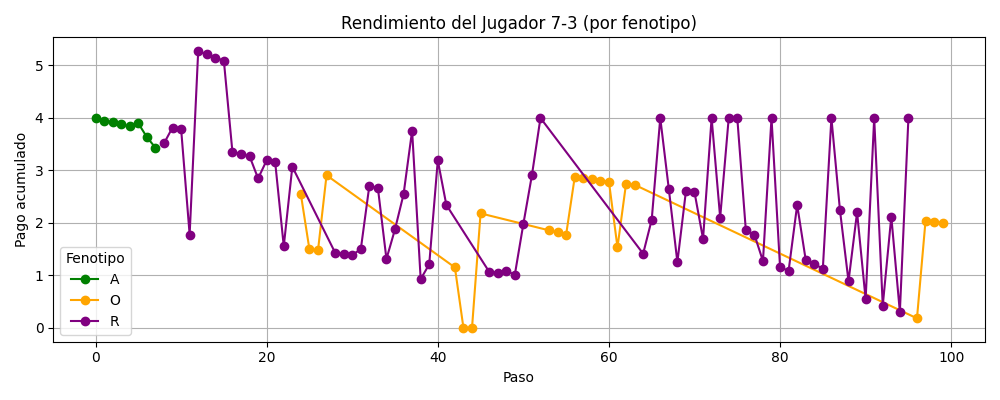 Rendimiento del Jugador 7-3 (por fenotipo)
Pago acumulado
5
4
3
2
1
0
Fenotipo
A
O
R
0 20 40 60 80 100
Paso